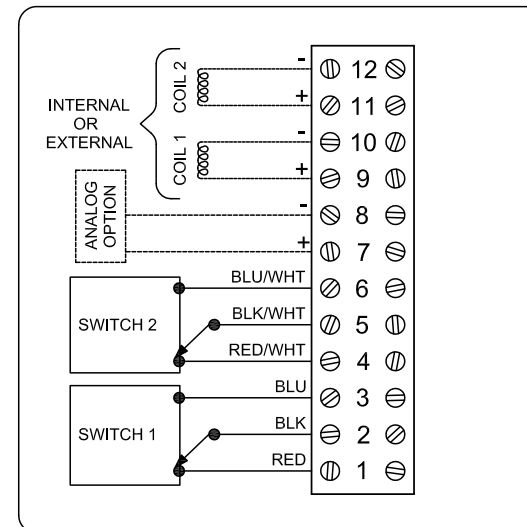 INTERNAL
OR
EXTERNAL
COIL 2
COIL 1
- 12
+ 11
- 10
+ 9
ANALOG
OPTION
- 8
+ 7
BLU/WHT 6
SWITCH 2
BLK/WHT 5
RED/WHT 4
BLU 3
SWITCH 1
BLK 2
RED 1